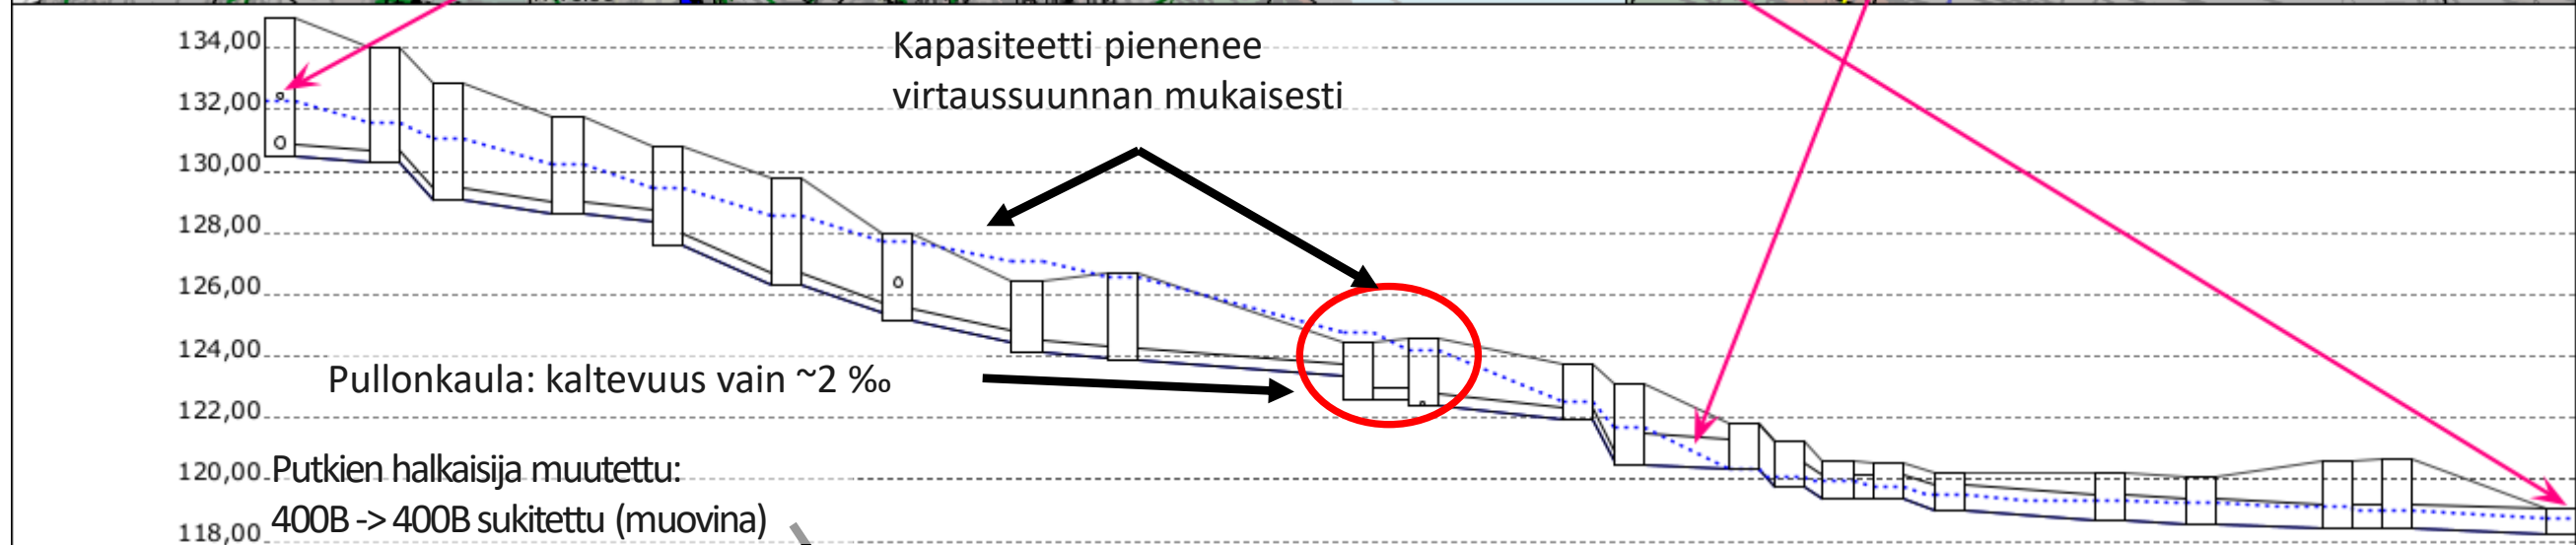 134,00
Kapasiteetti pienenee
132,00
virtaussuunnan mukaisesti
130,00
128,00
126,00
124,00
Pullonkaula: kaltevuus vain ~2 ‰
122,00
120,00
Putkien halkaisija muutettu:
400B -> 400B sukitettu (muovina)
118,00